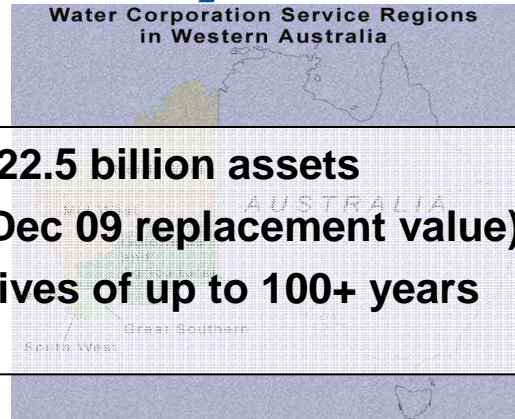 Water Corporation Service Regions
in Western Australia
22.5 billion assets
Dec 09 replacement value)
ives of up to 100+ years
AUSTRALIA
Great Southern
South West